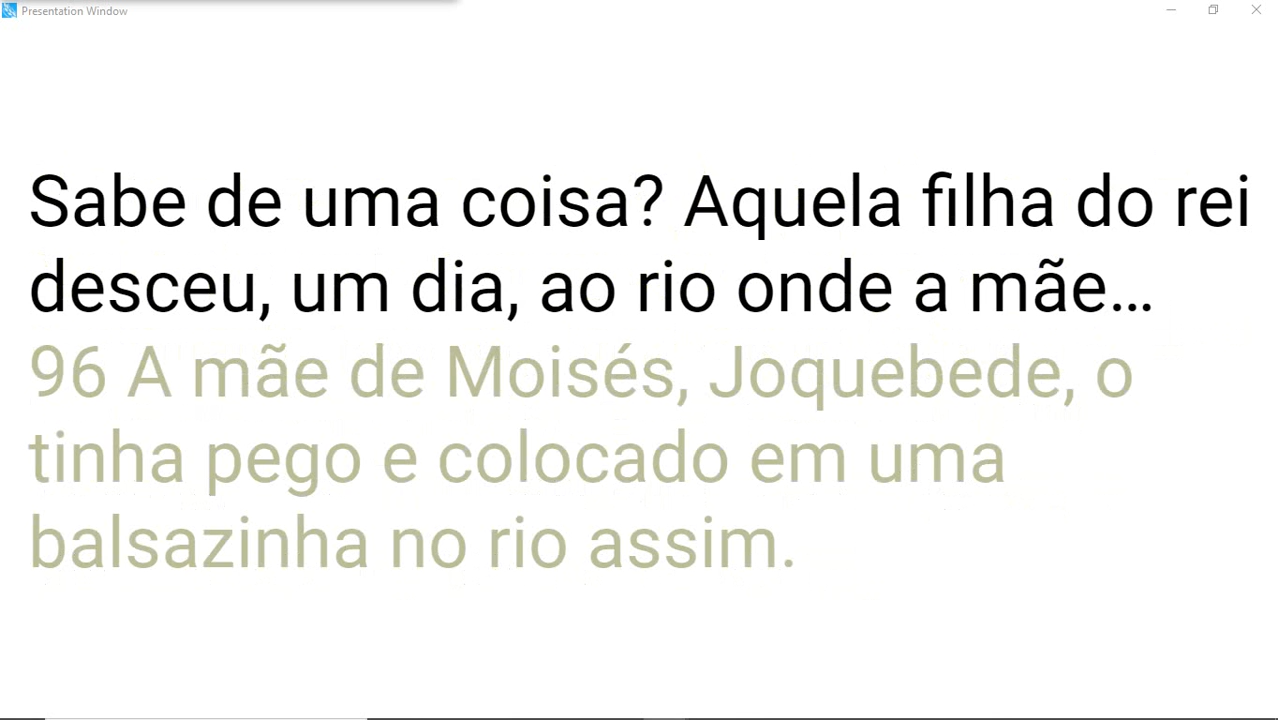 Presentation Window
Sabe de uma coisa? Aquela filha do rei
desceu, um dia, ao rio onde a mãe...
96 A mãe de Moisés, Joquebede, o
tinha pego e colocado em uma
balsazinha no rio assim.